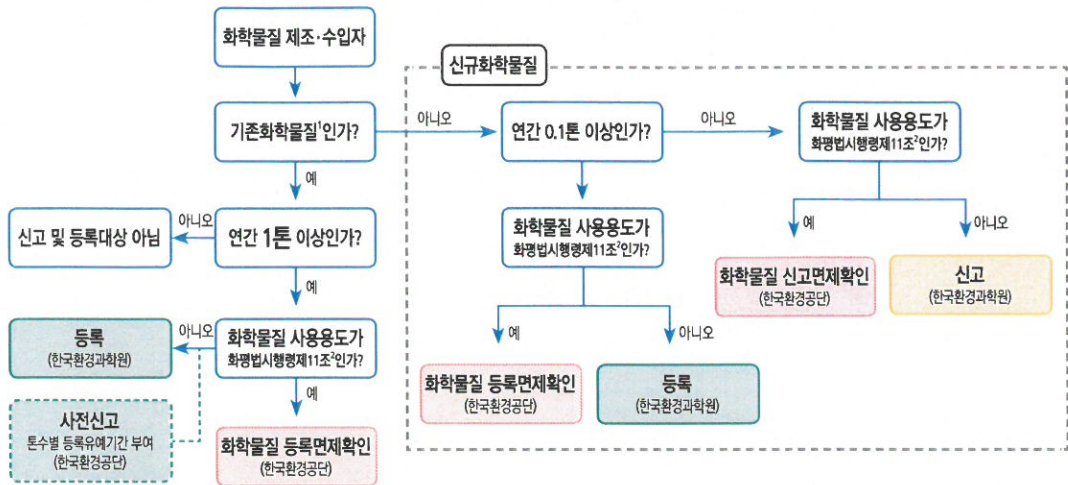 화학물질 제조·수입자
신규화학물질
기존화학물질¹인가?
아니오
연간 0.1톤 이상인가?
아니오
화학물질 사용용도가
화평법시행령제11조²인가?
예
신고 및 등록대상 아님
아니오
연간 1톤 이상인가?
화학물질 사용용도가
화평법시행령제11조²인가?
예
아니오
화학물질 신고면제확인
(한국환경공단)
신고
(한국환경과학원)
예
등록
(한국환경과학원)
아니오
화학물질 사용용도가
화평법시행령제11조²인가?
예
아니오
화학물질 등록면제확인
(한국환경공단)
등록
(한국환경과학원)
예
사전신고
톤수별 등록유예기간 부여
(한국환경공단)
화학물질 등록면제확인
(한국환경공단)